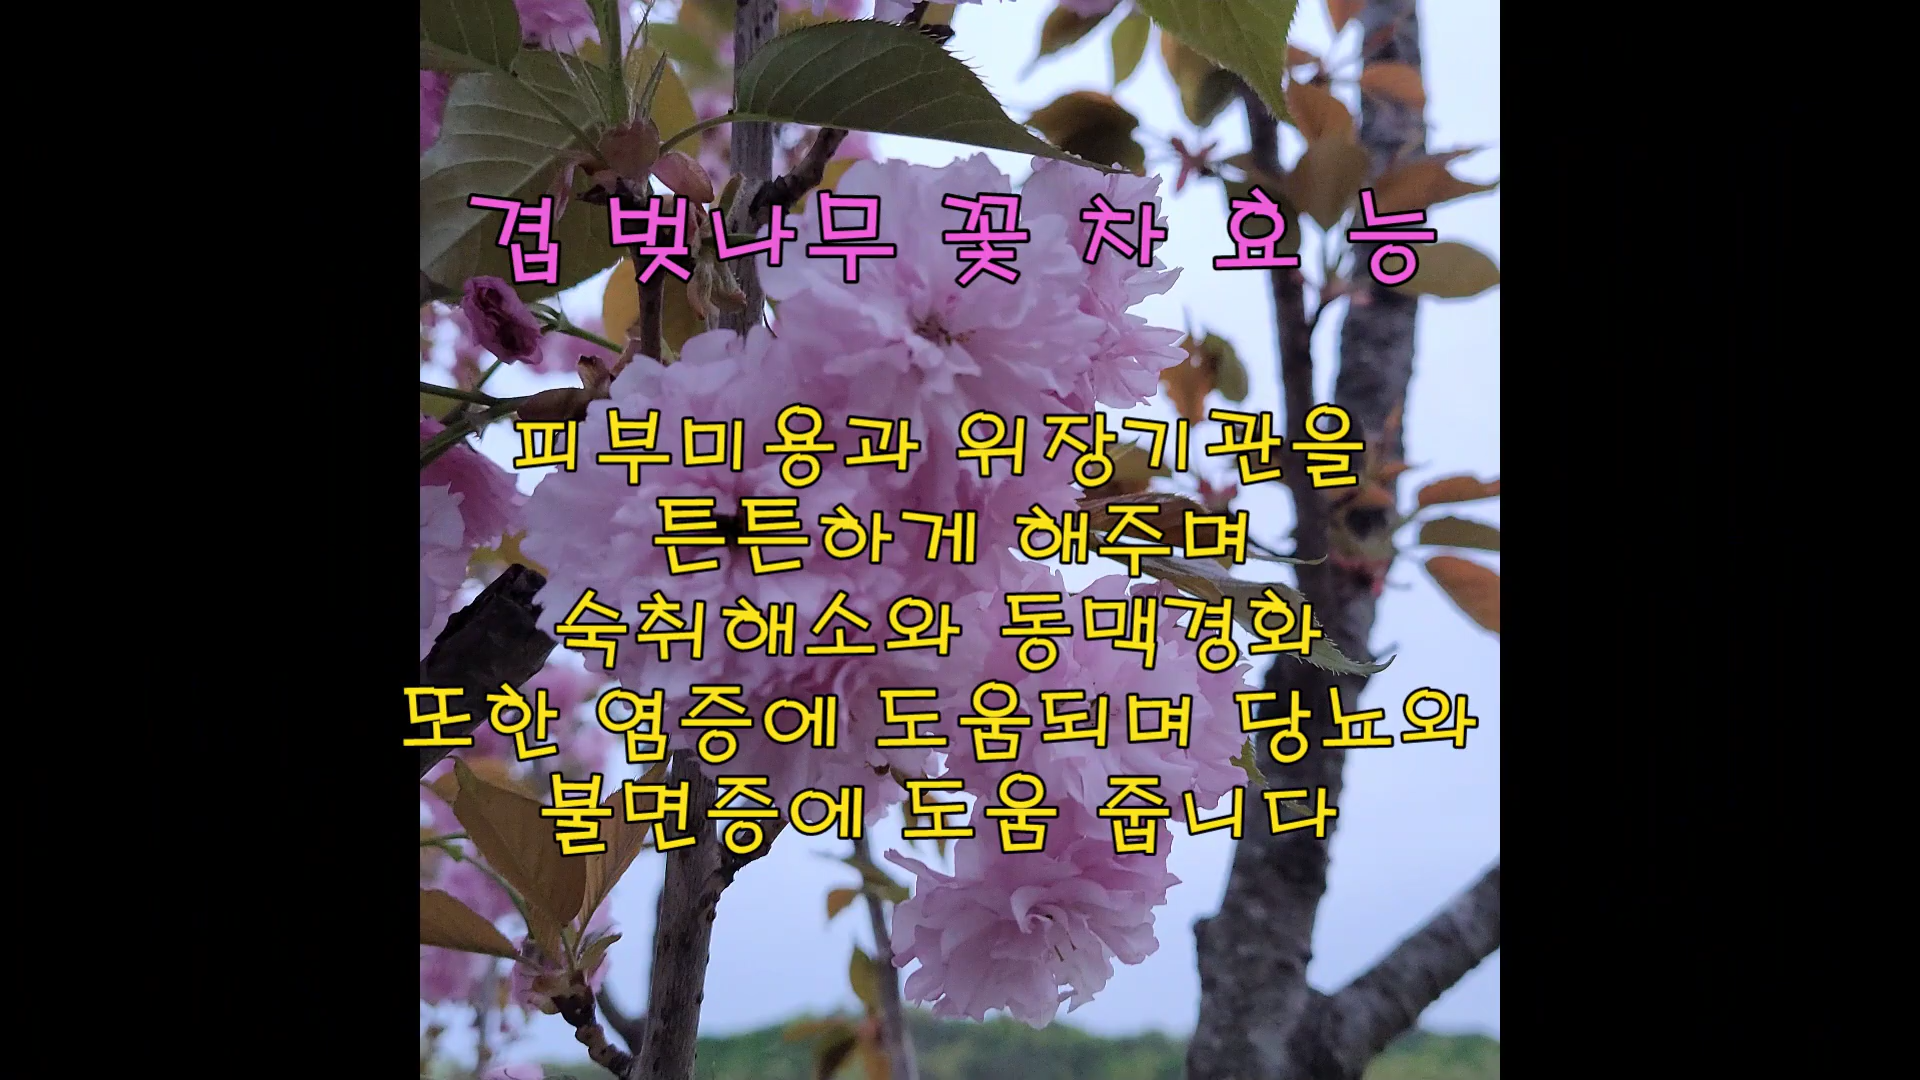 겹 벚나무 꽃 차 효 능
피부미용과 위장기관을
튼튼하게 해주며
숙취해소와 동맥경화
또한 염증에 도움되며 당뇨와
불면증에 도움 줍니다